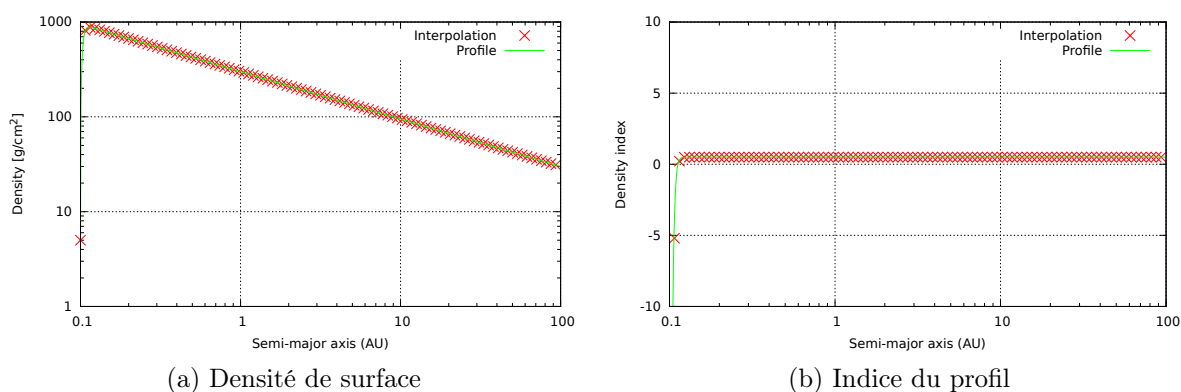 1000
100
10
1
0.1
1
10
100
Density [g/cm²]
Semi-major axis (AU)
Interpolation
Profile
(a) Densité de surface
10
5
0
-5
-10
0.1
1
10
100
Density index
Semi-major axis (AU)
Interpolation
Profile
(b) Indice du profil